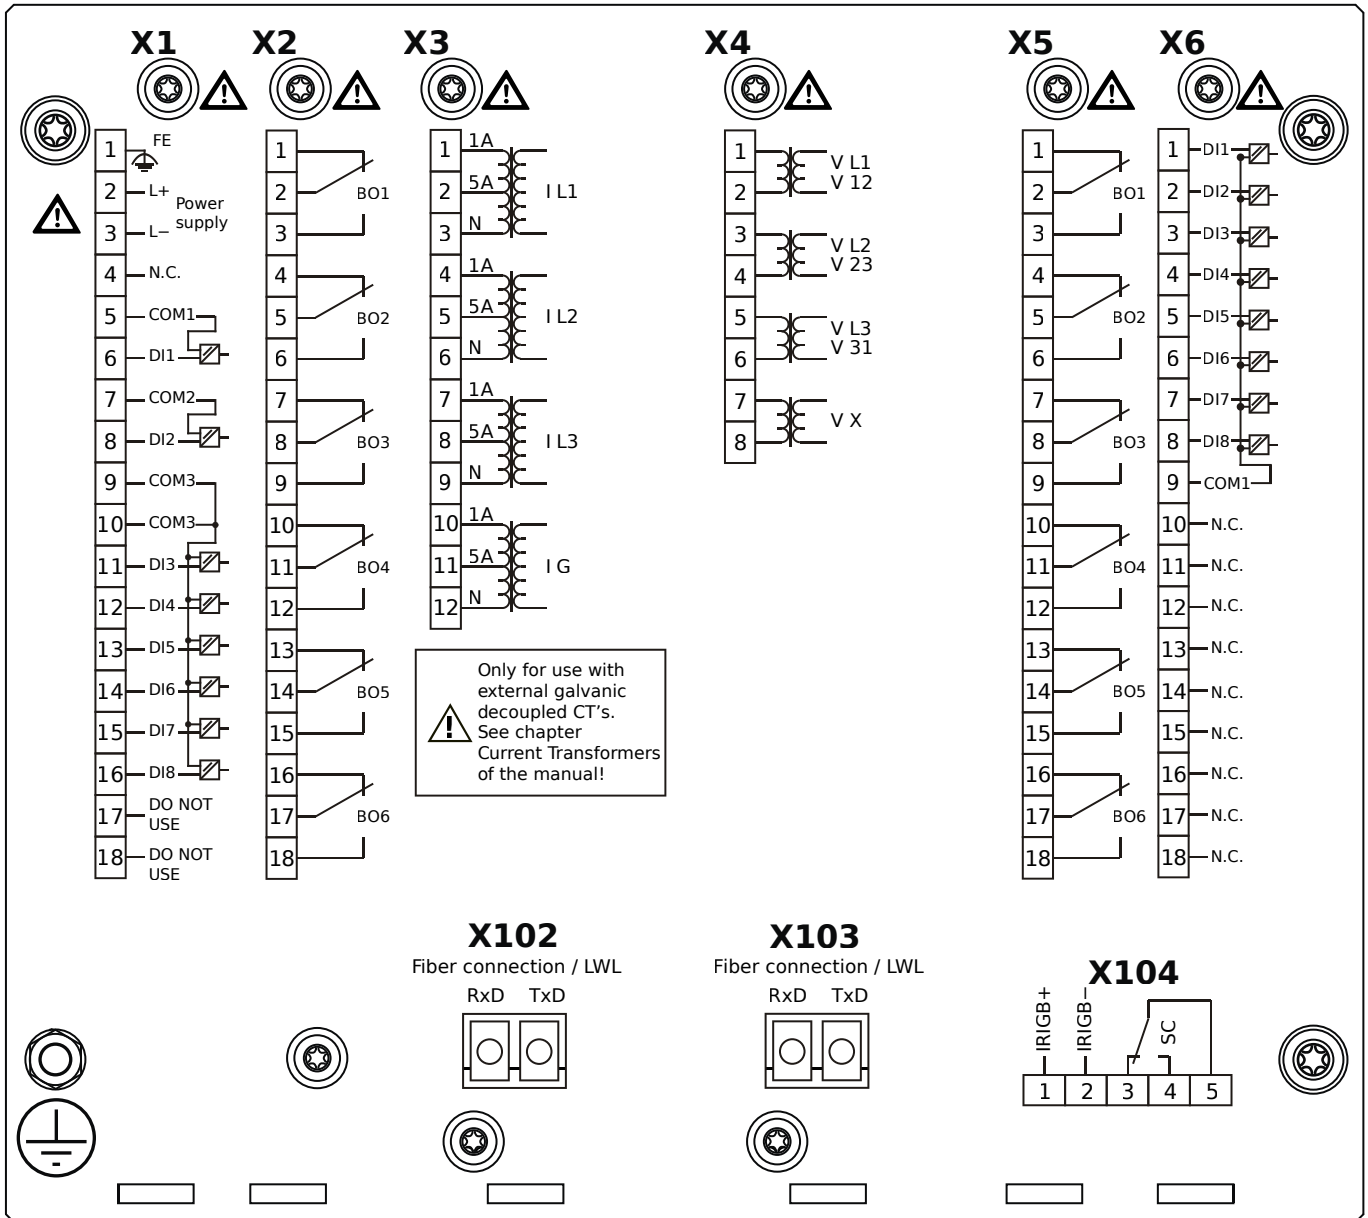 X1
X2
X3
X4
X5
X6
1 FE
2 L+
Power
supply
3 L−
4 N.C.
5 COM1
6 DI1
7 COM2
8 DI2
9 COM3
10 COM3
11 DI3
12 DI4
13 DI5
14 DI6
15 DI7
16 DI8
17 DO NOT
USE
18 DO NOT
USE
1
2 BO1
3
4
5 BO2
6
7
8 BO3
9
10
11 BO4
12
13
14 BO5
15
16
17 BO6
18
1 1A
2 5A I L1
3 N
4 1A
5 5A I L2
6 N
7 1A
8 5A I L3
9 N
10 1A
11 5A I G
12 N
Only for use with
external galvanic
decoupled CT's.
See chapter
Current Transformers
of the manual!
1 V L1
2 V 12
3 V L2
4 V 23
5 V L3
6 V 31
7 V X
8
1
2 BO1
3
4
5 BO2
6
7
8 BO3
9
10
11 BO4
12
13
14 BO5
15
16
17 BO6
18
1 DI1
2 DI2
3 DI3
4 DI4
5 DI5
6 DI6
7 DI7
8 DI8
9 COM1
10 N.C.
11 N.C.
12 N.C.
13 N.C.
14 N.C.
15 N.C.
16 N.C.
17 N.C.
18 N.C.
X102
Fiber connection / LWL
RxD TxD
X103
Fiber connection / LWL
RxD TxD
X104
IRIGB+
IRIGB−
SC
1 2 3 4 5